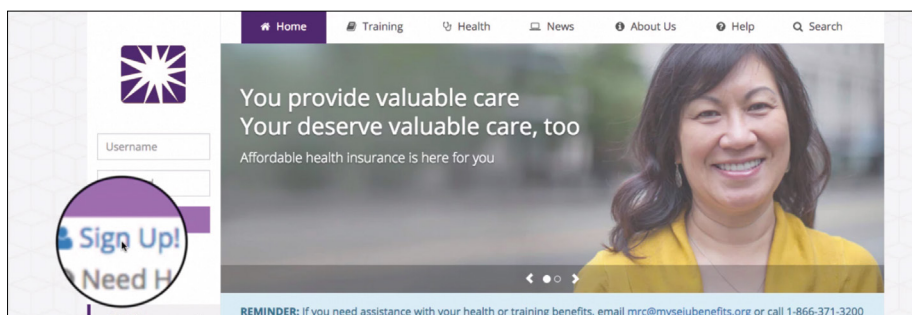 Home Training Health News About Us Help Search
You provide valuable care
Your deserve valuable care, too
Affordable health insurance is here for you
Username
Sign Up!
Need H
REMINDER: If you need assistance with your health or training benefits, email mrc@myseiubenefits.org or call 1-866-371-3200